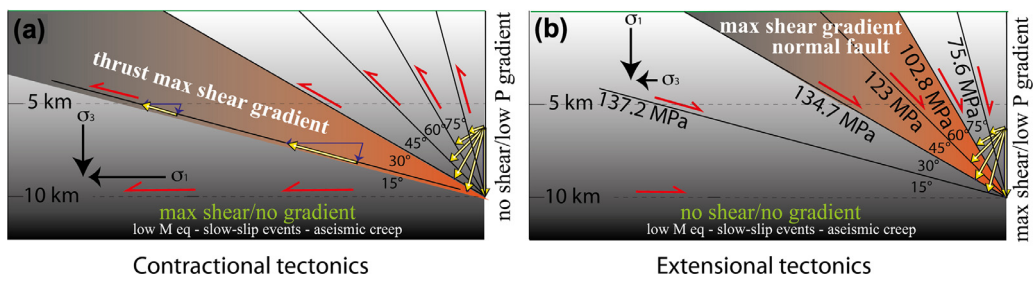 (a)
thrust max shear gradient
5 km
σ3
σ1
10 km
75°
60°
45°
30°
15°
max shear/no gradient
low M eq - slow-slip events - aseismic creep
no shear/low P gradient
Contractional tectonics
(b)
σ1
σ3
max shear gradient
normal fault
75.6 MPa
102.8 MPa
123 MPa
134.7 MPa
137.2 MPa
5 km
10 km
75°
60°
45°
30°
15°
no shear/no gradient
low M eq - slow-slip events - aseismic creep
max shear/low P gradient
Extensional tectonics